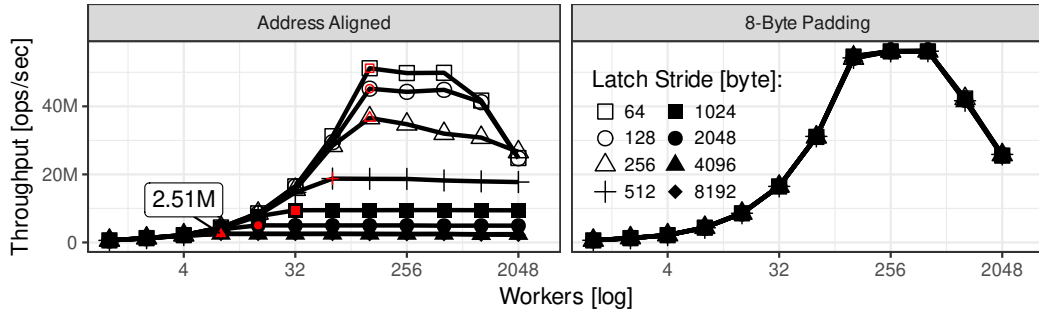 Address Aligned
8-Byte Padding
Throughput [ops/sec]
40M
20M
0
2.51M
Latch Stride [byte]:
64 1024
128 2048
256 4096
512 8192
4 32 256 2048
4 32 256 2048
Workers [log]